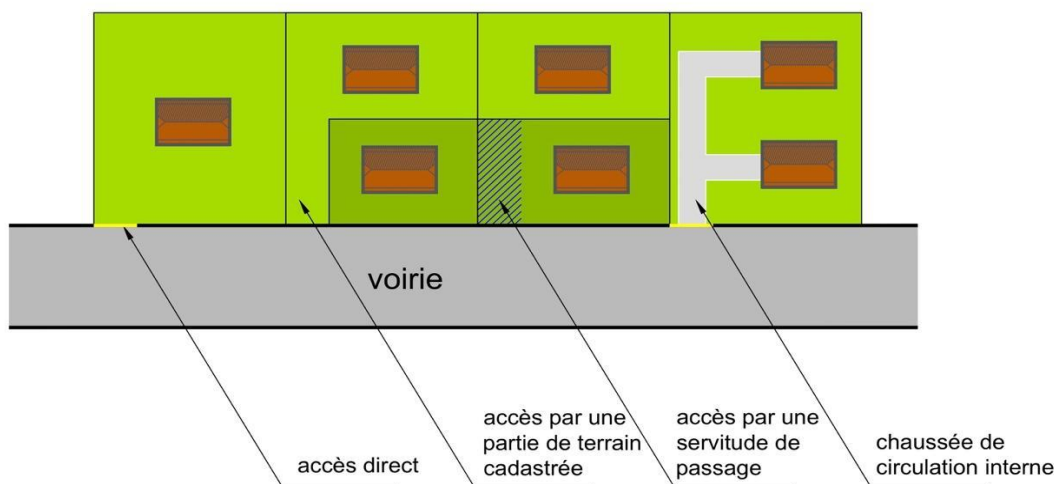 voirie
accès direct
accès par une
partie de terrain
cadastrée
accès par une
servitude de
passage
chaussée de
circulation interne